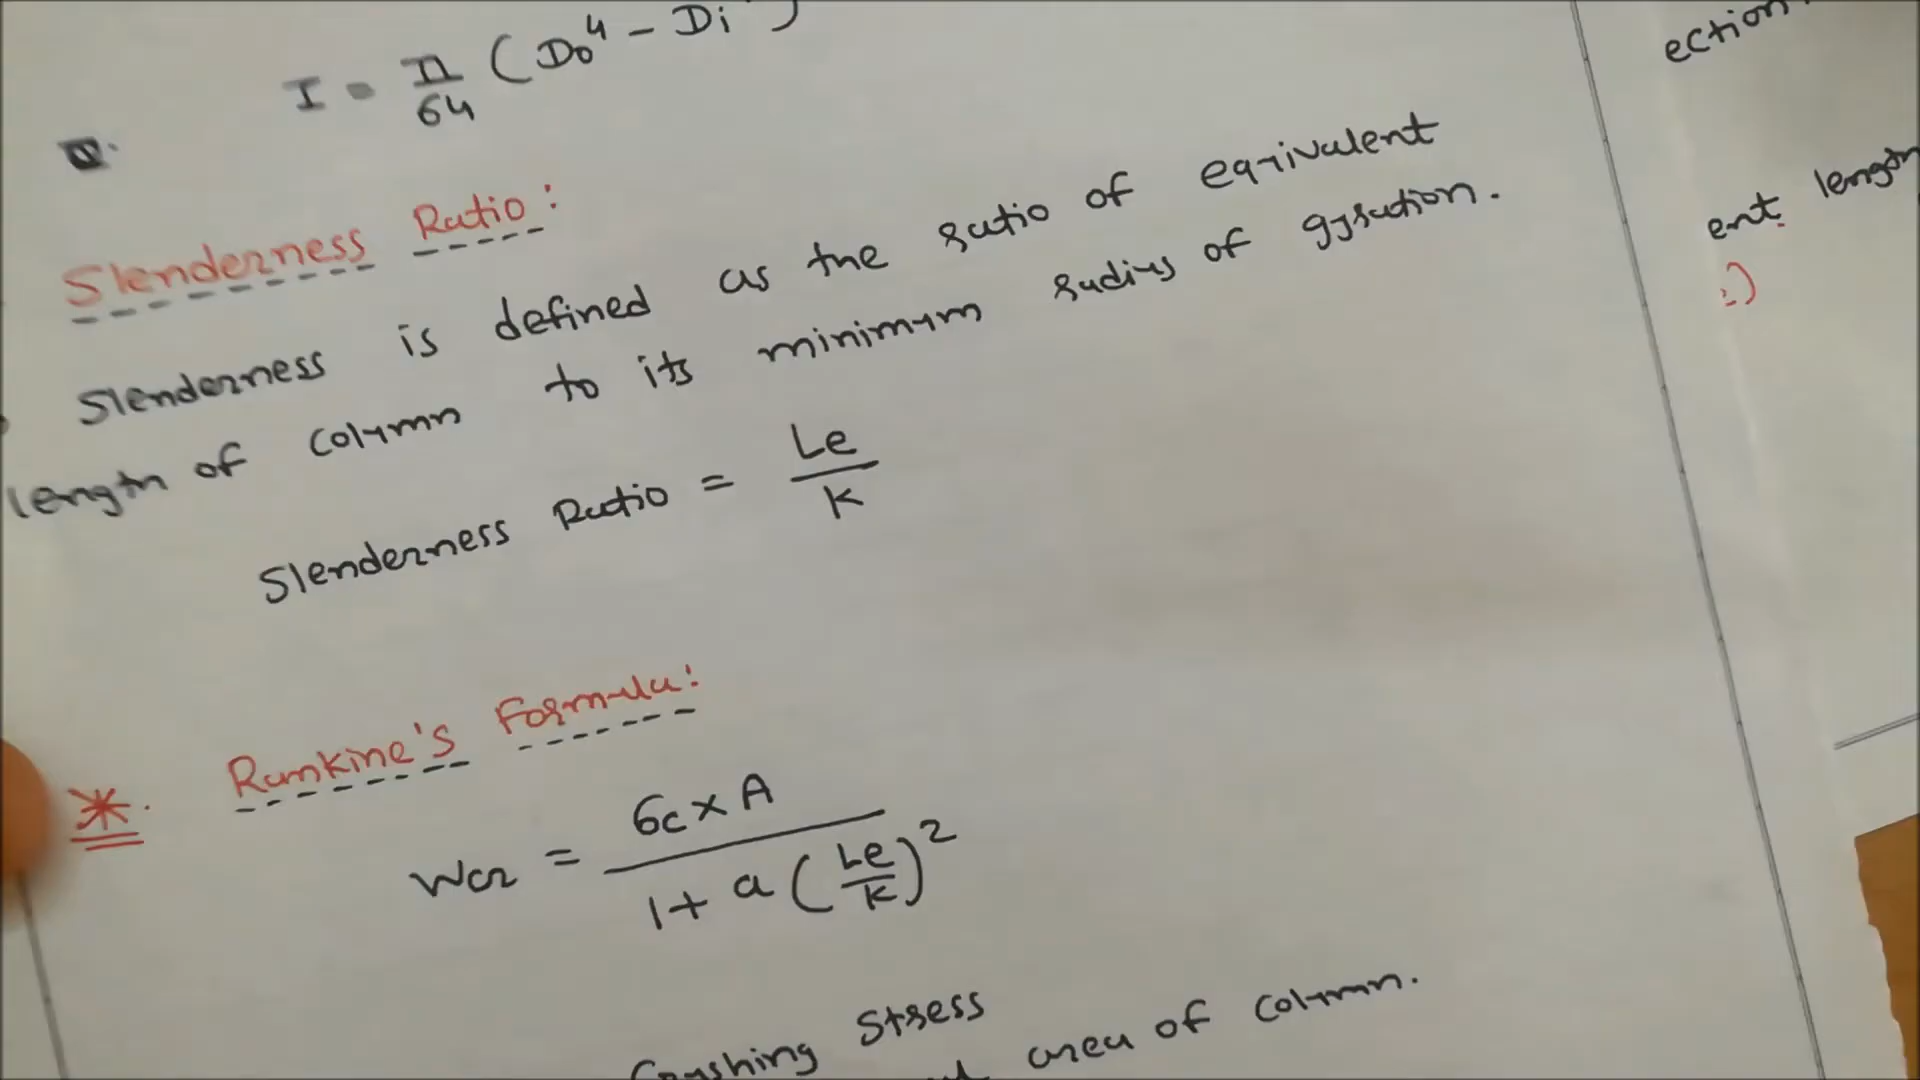 I = π/64 (Do⁴ - Di
Slenderness Ratio:
Slenderness is defined as the ratio of equivalent
length of column to its minimum radius of gyration.
Slenderness Ratio = Le/K
*. Rankine's Formula:
Wcr = (σc × A) / (1 + a (Le/K)²)
Crushing Stress
area of column.
ection
ent length
:)